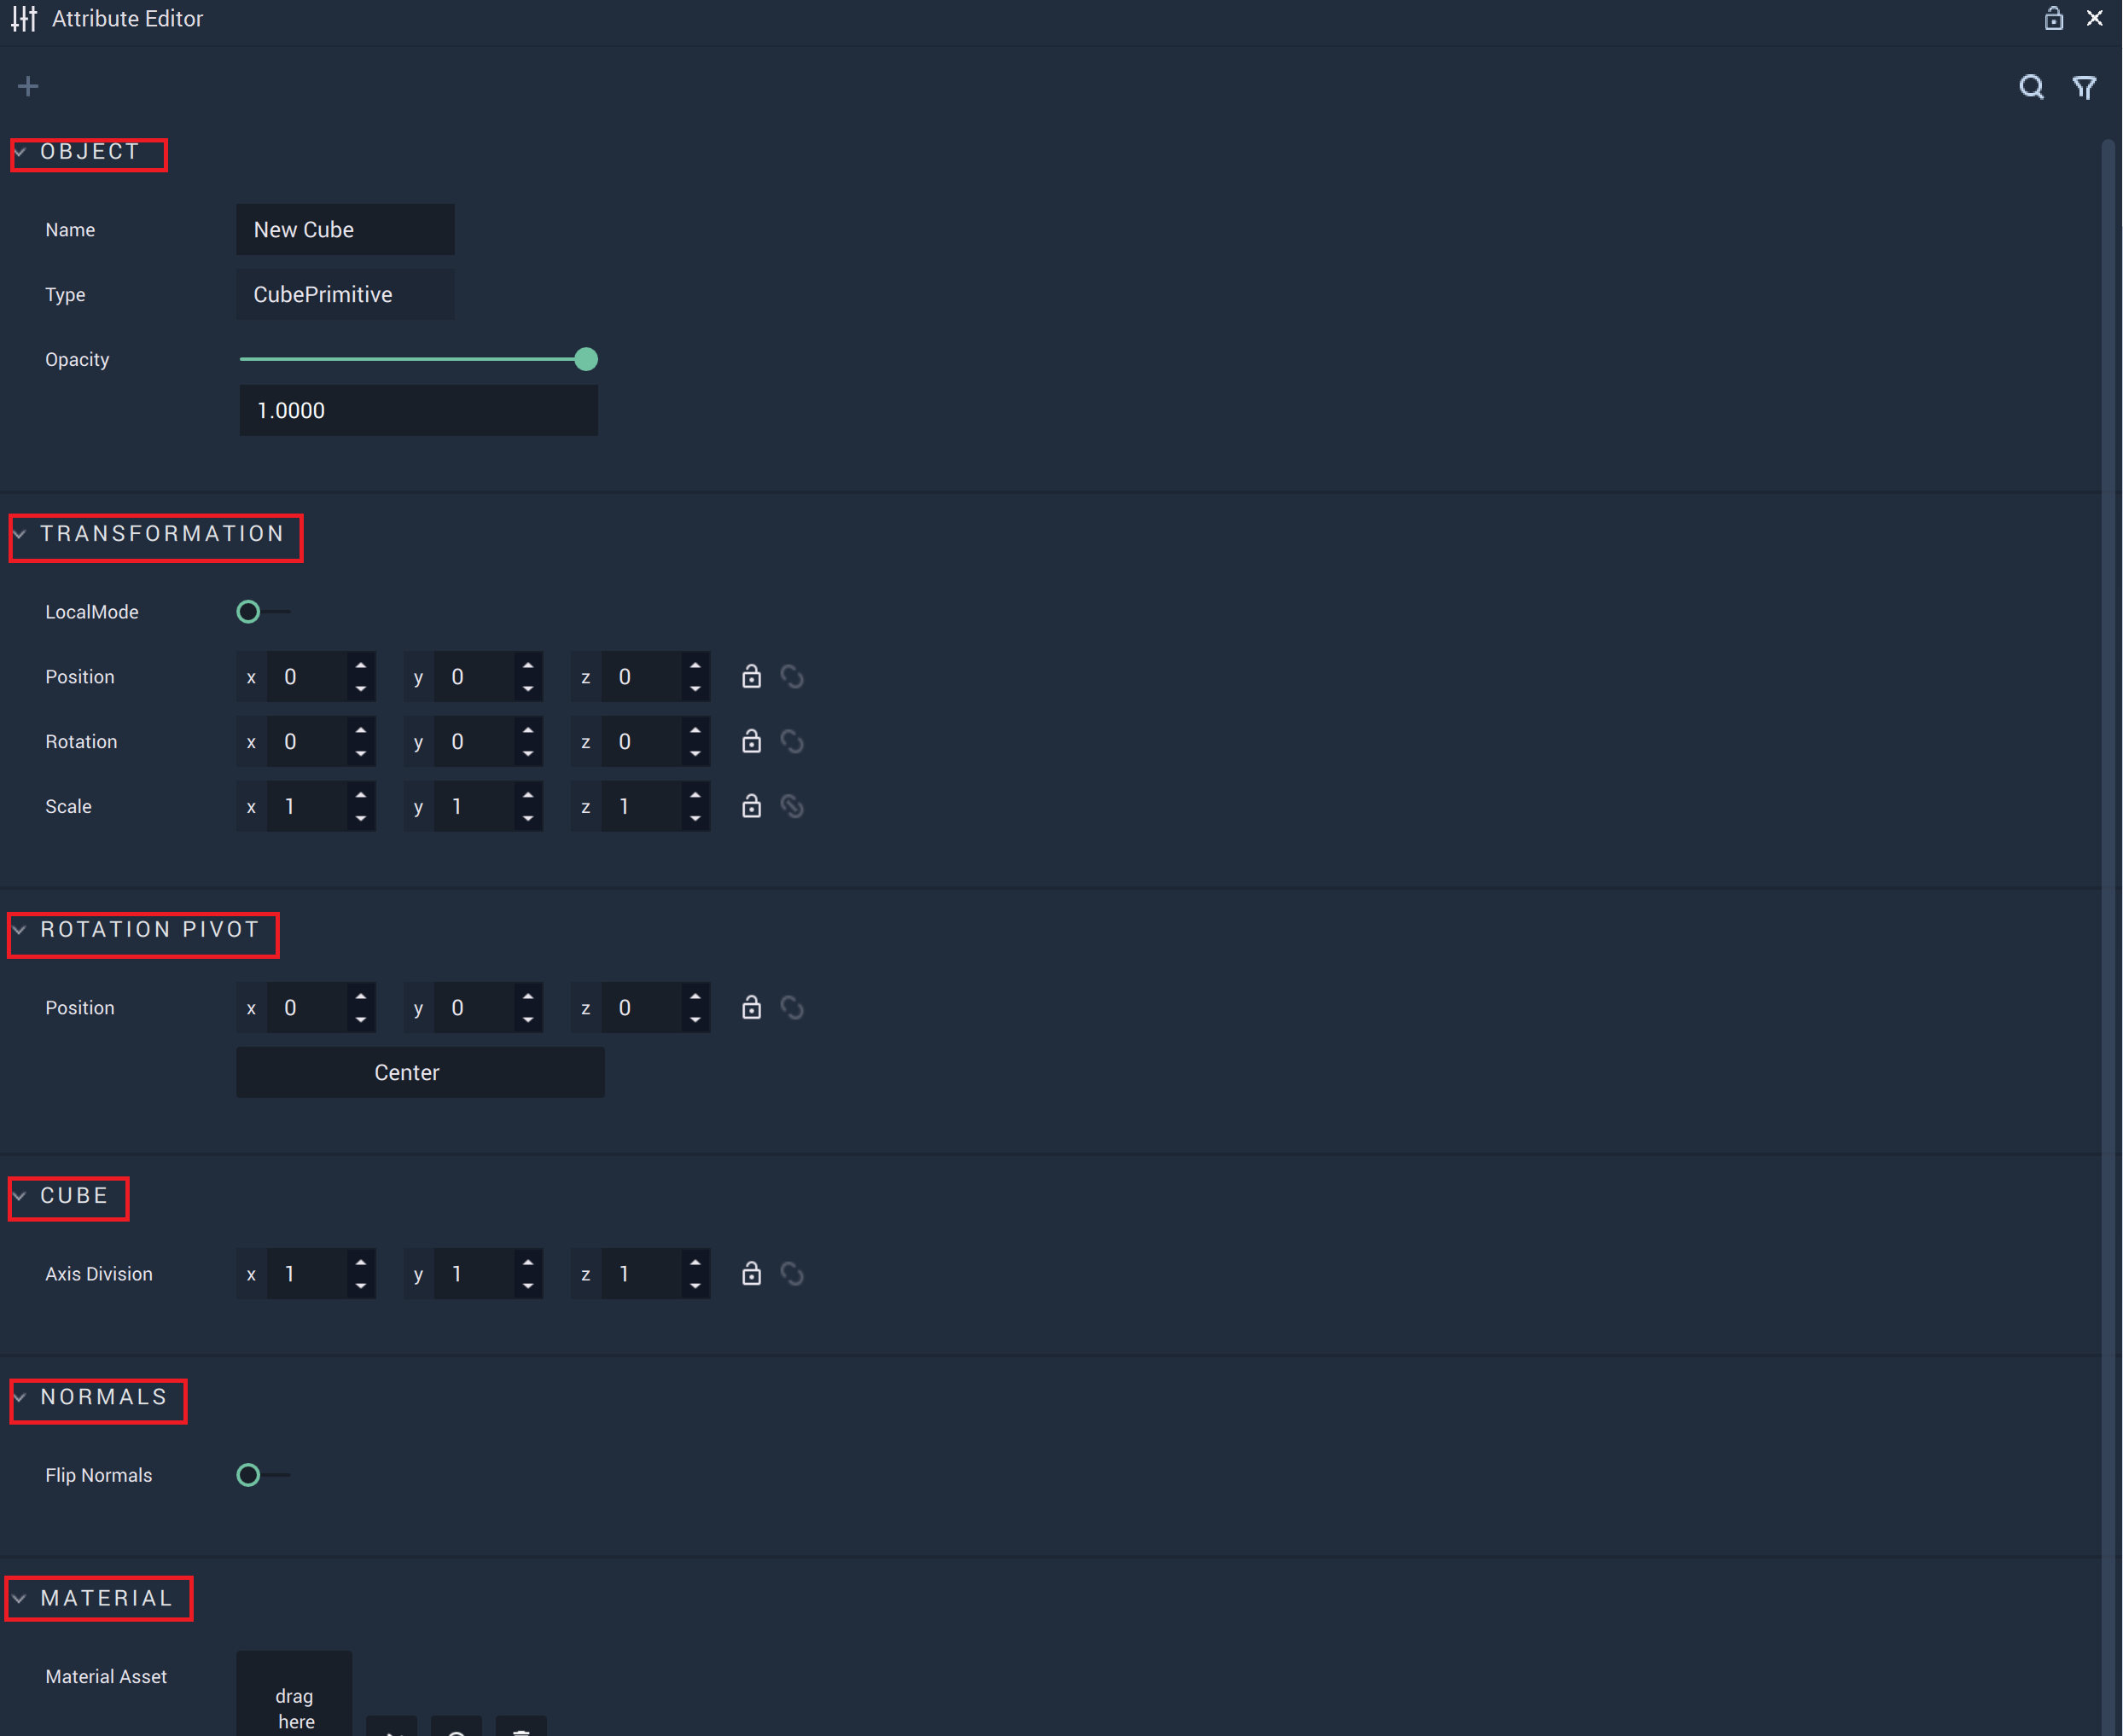 Attribute Editor
OBJECT
Name New Cube
Type CubePrimitive
Opacity
1.0000
TRANSFORMATION
LocalMode
Position x 0 y 0 z 0
Rotation x 0 y 0 z 0
Scale x 1 y 1 z 1
ROTATION PIVOT
Position x 0 y 0 z 0
Center
CUBE
Axis Division x 1 y 1 z 1
NORMALS
Flip Normals
MATERIAL
Material Asset
drag
here